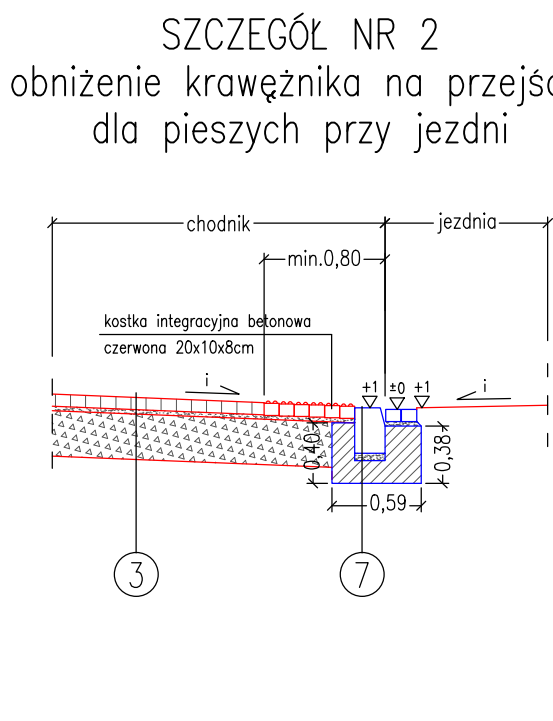 SZCZEGÓŁ NR 2
obniżenie krawężnika na przejśc
dla pieszych przy jezdni
chodnik
jezdnia
min.0,80
kostka integracyjna betonowa
czerwona 20x10x8cm
i
+1
±0
+1
i
0,40
0,38
0,59
3
7